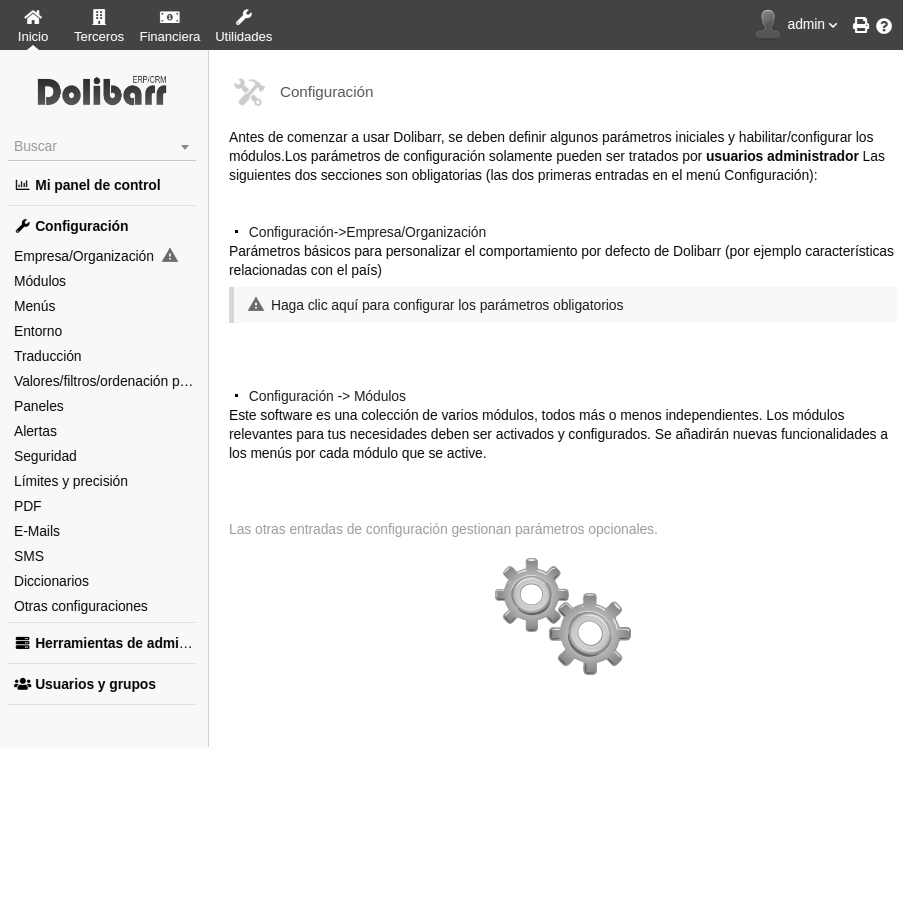 Inicio
Terceros
Financiera
Utilidades
admin
ERP/CRM
Dolibarr
Buscar
Mi panel de control
Configuración
Empresa/Organización
Módulos
Menús
Entorno
Traducción
Valores/filtros/ordenación p…
Paneles
Alertas
Seguridad
Límites y precisión
PDF
E-Mails
SMS
Diccionarios
Otras configuraciones
Herramientas de admi…
Usuarios y grupos
Configuración
Antes de comenzar a usar Dolibarr, se deben definir algunos parámetros iniciales y habilitar/configurar los
módulos.Los parámetros de configuración solamente pueden ser tratados por usuarios administrador Las
siguientes dos secciones son obligatorias (las dos primeras entradas en el menú Configuración):
Configuración->Empresa/Organización
Parámetros básicos para personalizar el comportamiento por defecto de Dolibarr (por ejemplo características
relacionadas con el país)
Haga clic aquí para configurar los parámetros obligatorios
Configuración -> Módulos
Este software es una colección de varios módulos, todos más o menos independientes. Los módulos
relevantes para tus necesidades deben ser activados y configurados. Se añadirán nuevas funcionalidades a
los menús por cada módulo que se active.
Las otras entradas de configuración gestionan parámetros opcionales.